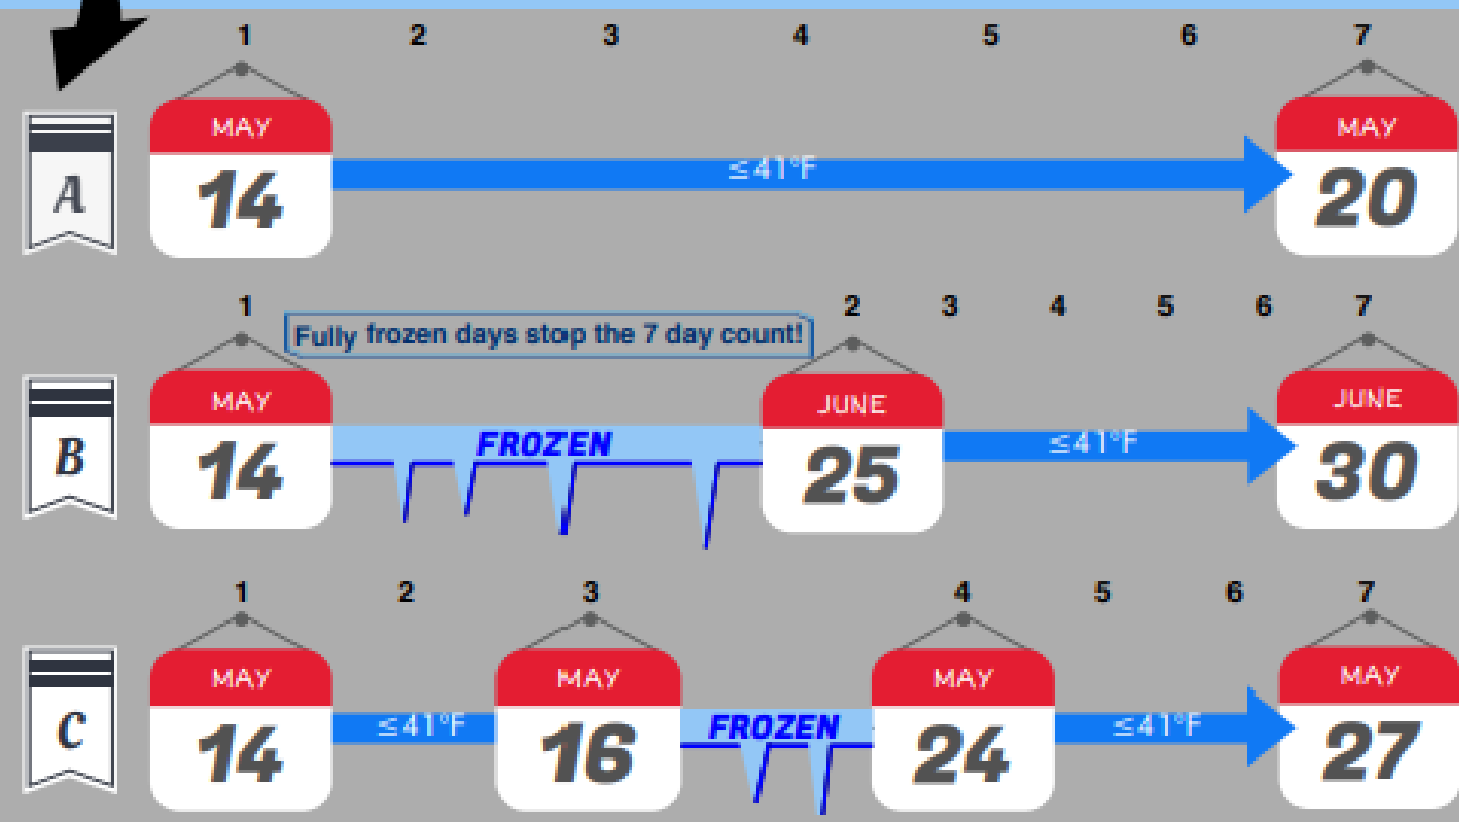 1 2 3 4 5 6 7
MAY MAY
A 14 ≤41°F 20
1 2 3 4 5 6 7
Fully frozen days stop the 7 day count!
MAY JUNE JUNE
B 14 FROZEN 25 ≤41°F 30
1 2 3 4 5 6 7
MAY MAY MAY MAY
C 14 ≤41°F 16 FROZEN 24 ≤41°F 27